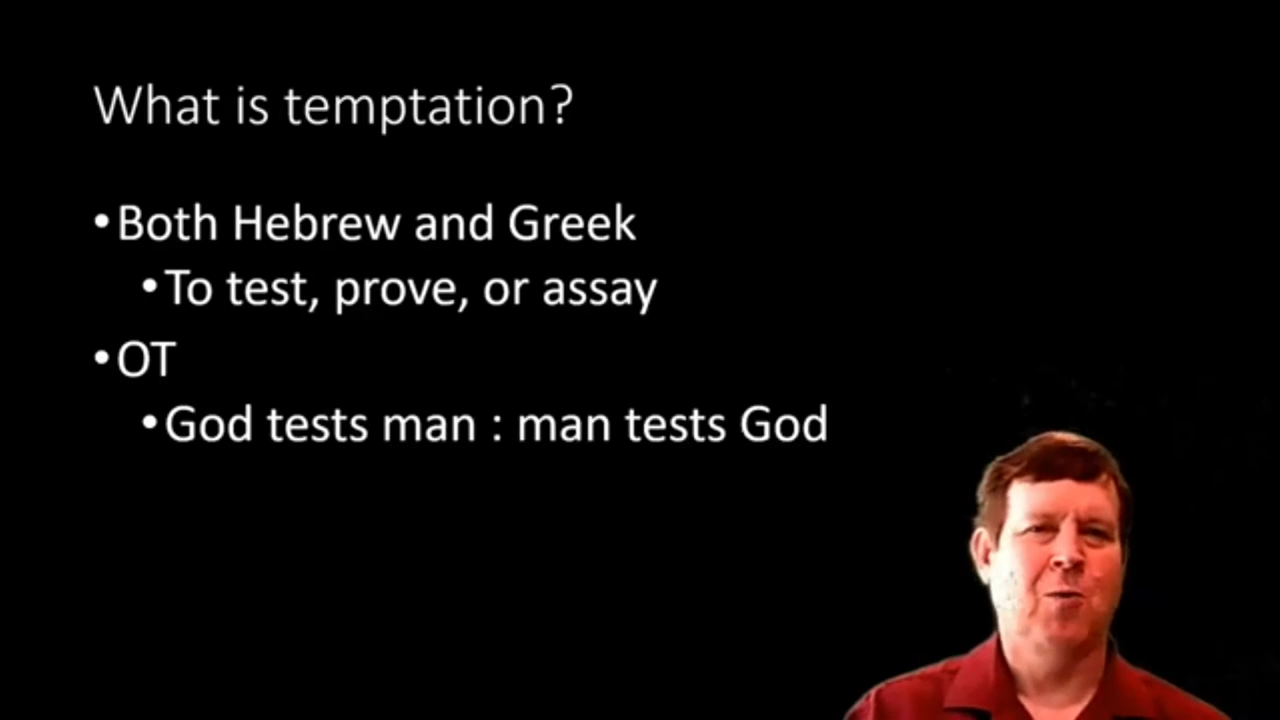 What is temptation?
•Both Hebrew and Greek
•To test, prove, or assay
•OT
•God tests man : man tests God